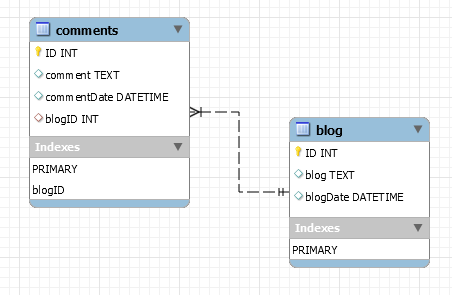 comments
ID INT
comment TEXT
commentDate DATETIME
blogID INT
Indexes
PRIMARY
blogID
blog
ID INT
blog TEXT
blogDate DATETIME
Indexes
PRIMARY